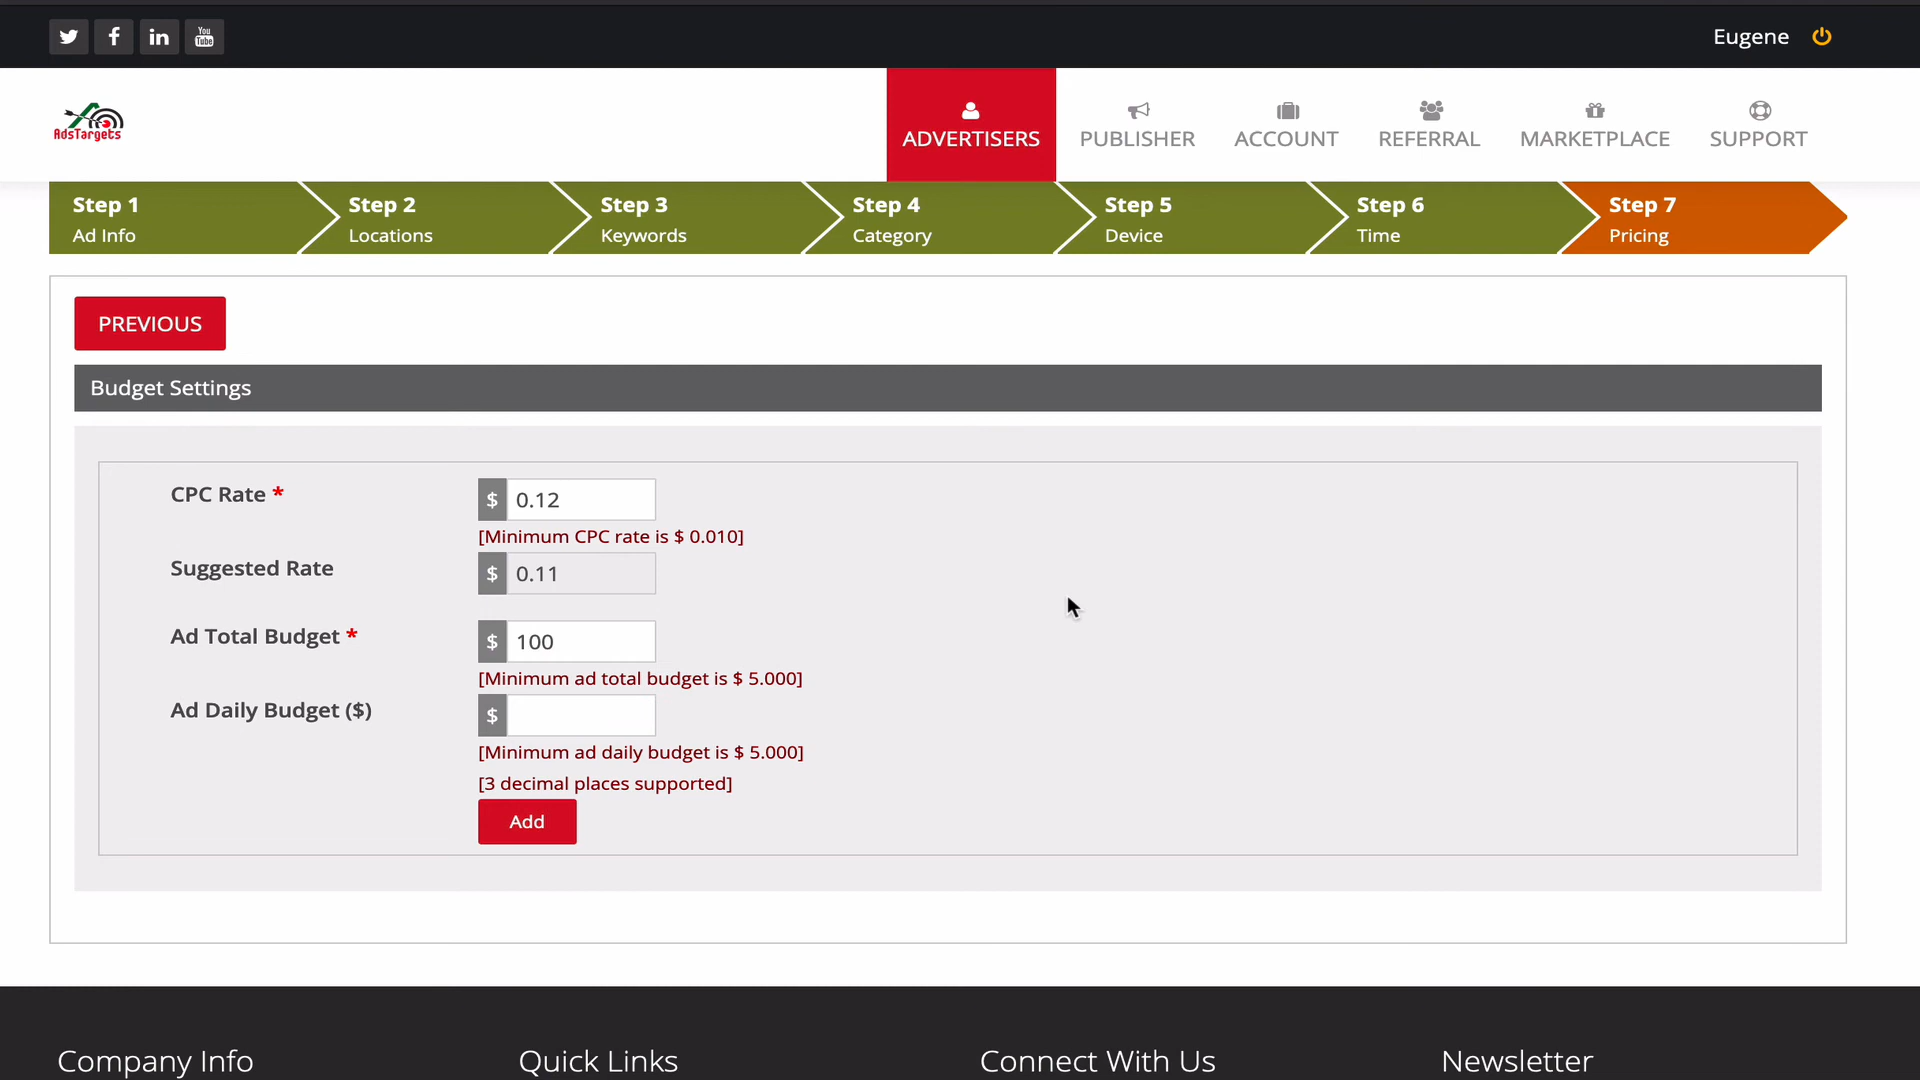 You
Tube
Eugene
AdsTargets
ADVERTISERS
PUBLISHER
ACCOUNT
REFERRAL
MARKETPLACE
SUPPORT
Step 1
Ad Info
Step 2
Locations
Step 3
Keywords
Step 4
Category
Step 5
Device
Step 6
Time
Step 7
Pricing
PREVIOUS
Budget Settings
CPC Rate *
$ 0.12
[Minimum CPC rate is $ 0.010]
Suggested Rate
$ 0.11
Ad Total Budget *
$ 100
[Minimum ad total budget is $ 5.000]
Ad Daily Budget ($)
$
[Minimum ad daily budget is $ 5.000]
[3 decimal places supported]
Add
Company Info
Quick Links
Connect With Us
Newsletter